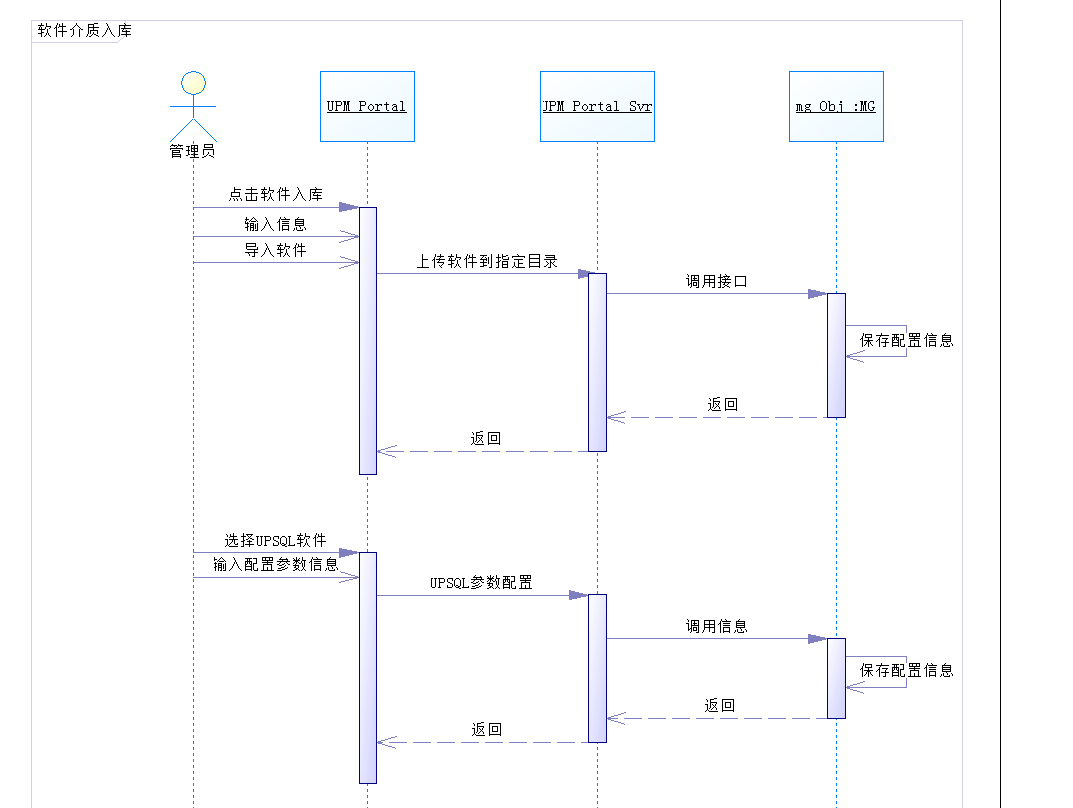 软件介质入库
UPM Portal
JPM Portal Svr
mg Obj :MG
管理员
点击软件入库
输入信息
导入软件
上传软件到指定目录
调用接口
保存配置信息
返回
返回
选择UPSQL软件
输入配置参数信息
UPSQL参数配置
调用信息
保存配置信息
返回
返回